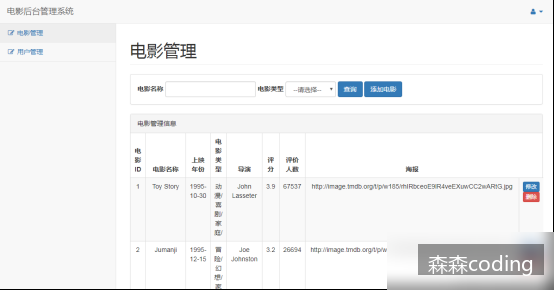 电影后台管理系统
电影管理
用户管理
电影管理
电影名称 电影类型 --请选择-- 查询 添加电影
电影管理信息
电影ID 电影名称 上映年份 电影类型 导演 评分 评价人数 海报
1 Toy Story 1995-10-30 动漫/喜剧/家庭/ John Lasseter 3.9 67537 http://image.tmdb.org/t/p/w185/rhIRbceoE9lR4veEXuwCC2wARtG.jpg 修改
删除
2 Jumanji 1995-12-15 冒险/幻想/家 Joe Johnston 3.2 26694 http://image.tmdb.org/t/p/w
森森coding